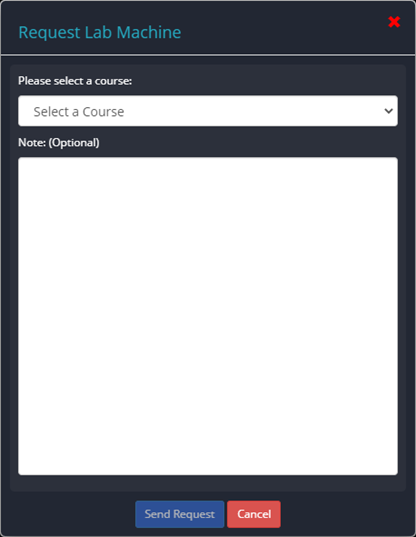 Request Lab Machine
Please select a course:
Select a Course
Note: (Optional)
Send Request Cancel